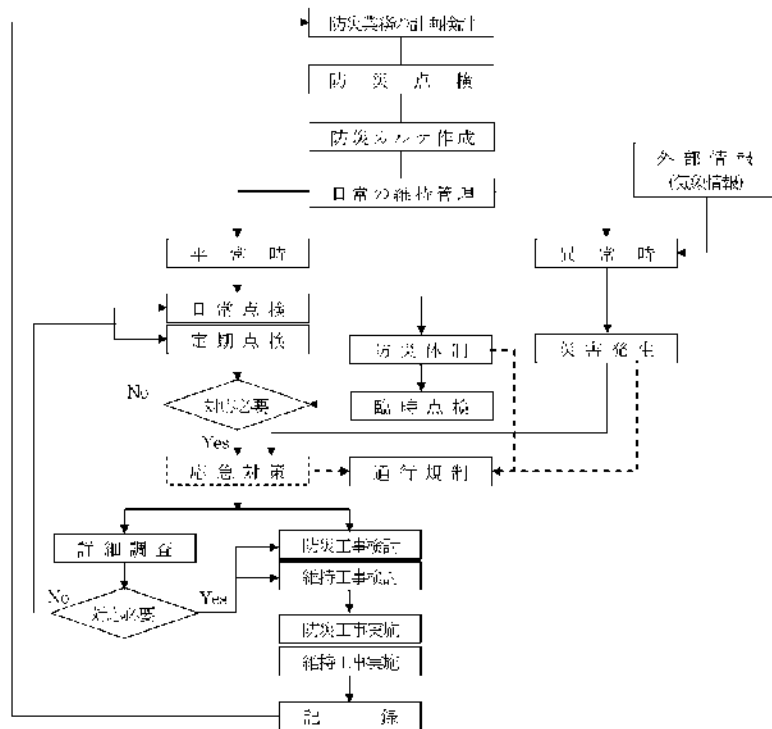 防災業務の計画検討
防 災 点 検
防災カルテ作成
外部情報
(気象情報)
日常の維持管理
平 常 時
異 常 時
日常点検
定期点検
防災体制
災害発生
No
対応必要
臨時点検
Yes
応急対策
通行規制
詳細調査
防災工事検討
維持工事検討
No
対応必要
Yes
防災工事実施
維持工事実施
記 録